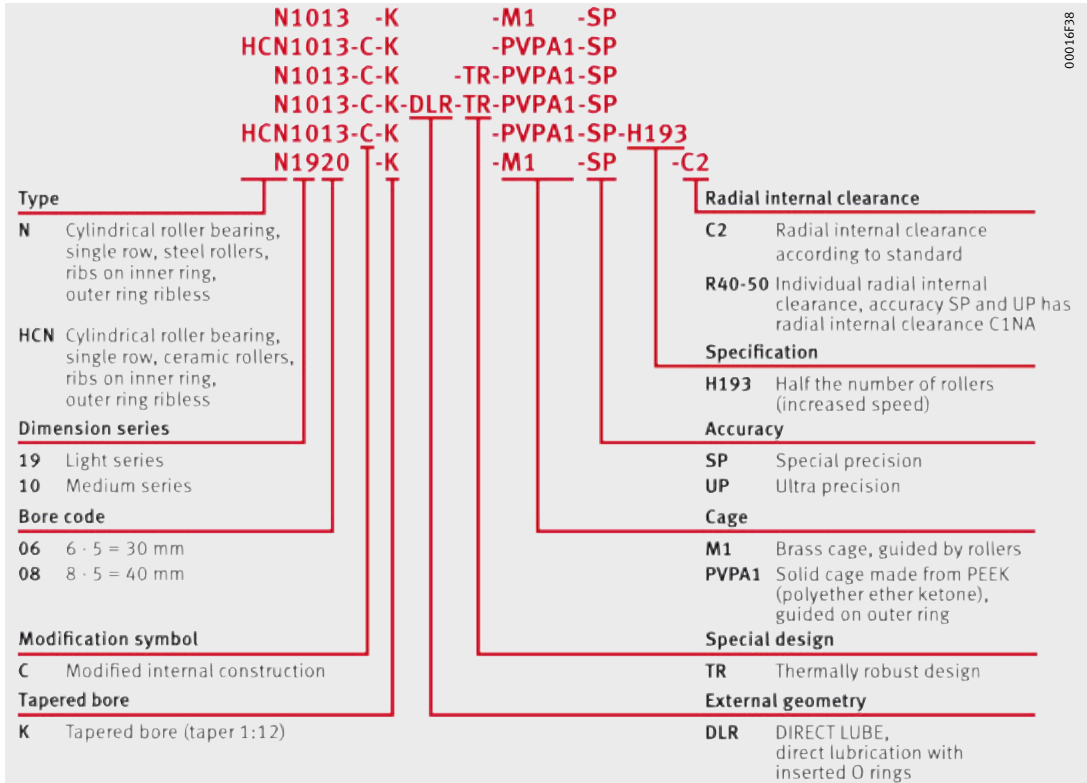 N1013 -K -M1 -SP
HCN1013-C-K -PVPA1-SP
N1013-C-K -TR-PVPA1-SP
N1013-C-K-DLR-TR-PVPA1-SP
HCN1013-C-K -PVPA1-SP-H193
N1920 -K -M1 -SP -C2
00016F38
Type
N Cylindrical roller bearing,
single row, steel rollers,
ribs on inner ring,
outer ring ribless
HCN Cylindrical roller bearing,
single row, ceramic rollers,
ribs on inner ring,
outer ring ribless
Dimension series
19 Light series
10 Medium series
Bore code
06 6 · 5 = 30 mm
08 8 · 5 = 40 mm
Modification symbol
C Modified internal construction
Tapered bore
K Tapered bore (taper 1:12)
Radial internal clearance
C2 Radial internal clearance
according to standard
R40-50 Individual radial internal
clearance, accuracy SP and UP has
radial internal clearance C1NA
Specification
H193 Half the number of rollers
(increased speed)
Accuracy
SP Special precision
UP Ultra precision
Cage
M1 Brass cage, guided by rollers
PVPA1 Solid cage made from PEEK
(polyether ether ketone),
guided on outer ring
Special design
TR Thermally robust design
External geometry
DLR DIRECT LUBE,
direct lubrication with
inserted O rings